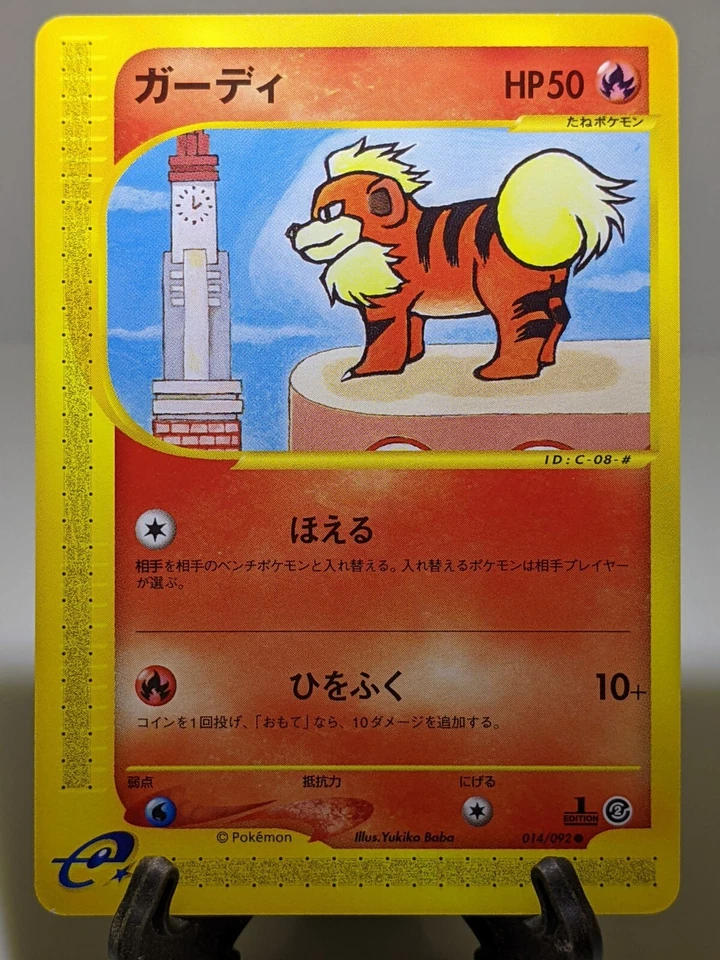 ガーディ HP50
たねポケモン
ID:C-08-#
ほえる
相手を相手のベンチポケモンと入れ替える。入れ替えるポケモンは相手プレイヤー
が選ぶ。
ひをふく 10+
コインを1回投げ、「おもて」なら、10ダメージを追加する。
弱点 抵抗力 にげる
1 EDITION 2
© Pokémon Illus.Yukiko Baba 014/092●
e